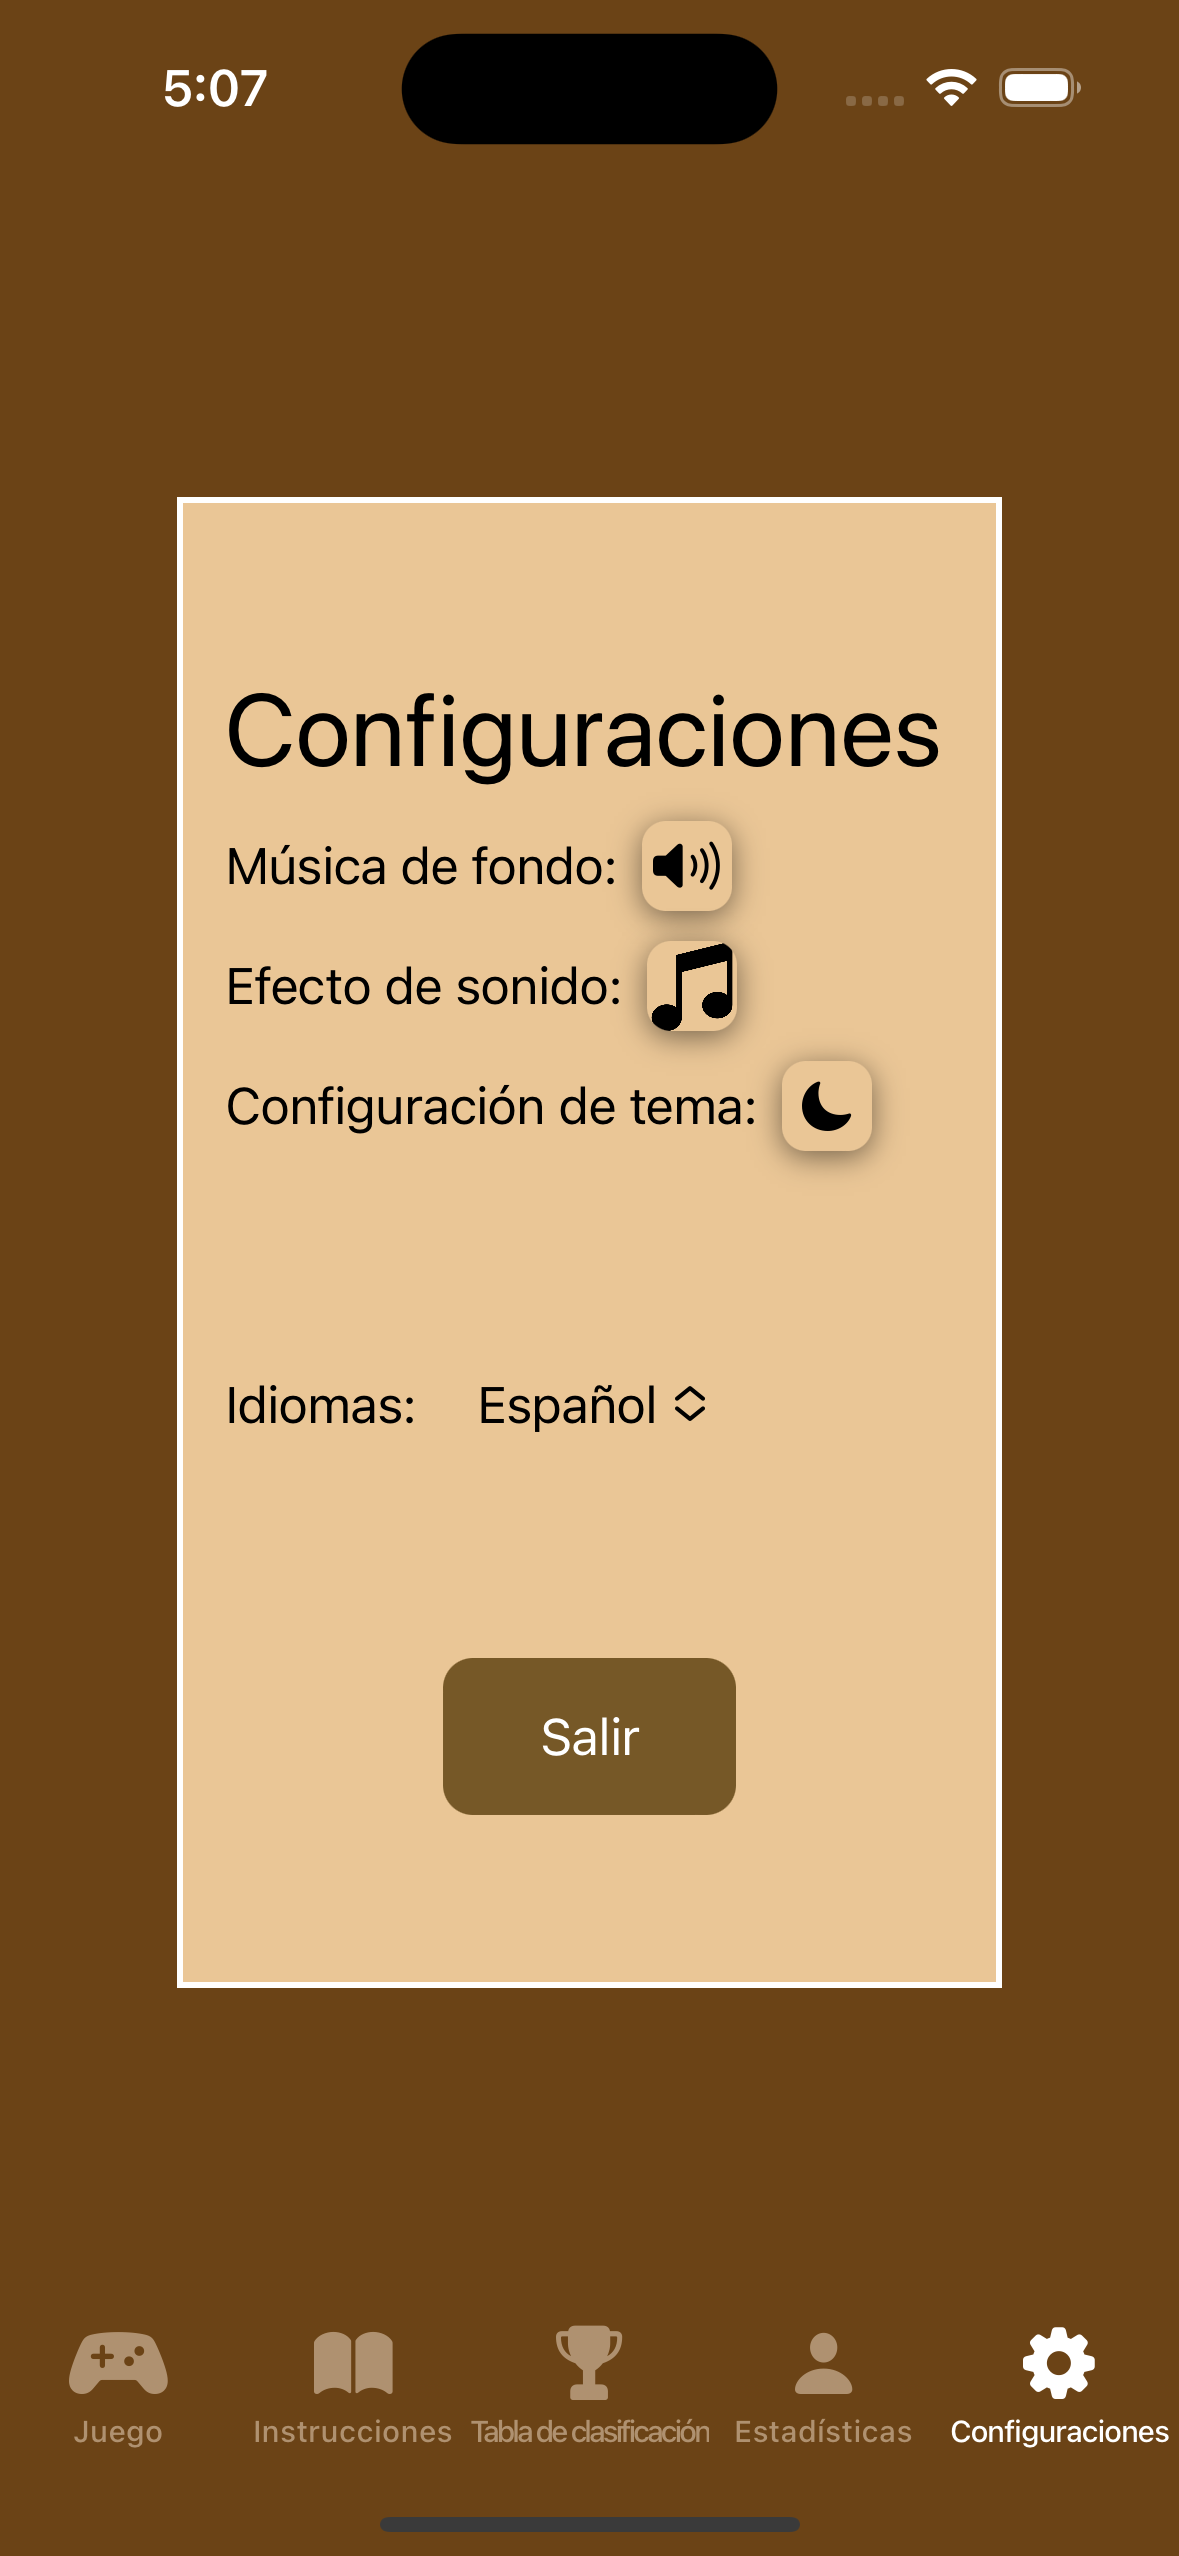 5:07
Configuraciones
Música de fondo:
Efecto de sonido:
Configuración de tema:
Idiomas: Español
Salir
Juego Instrucciones Tabla de clasificación Estadísticas Configuraciones